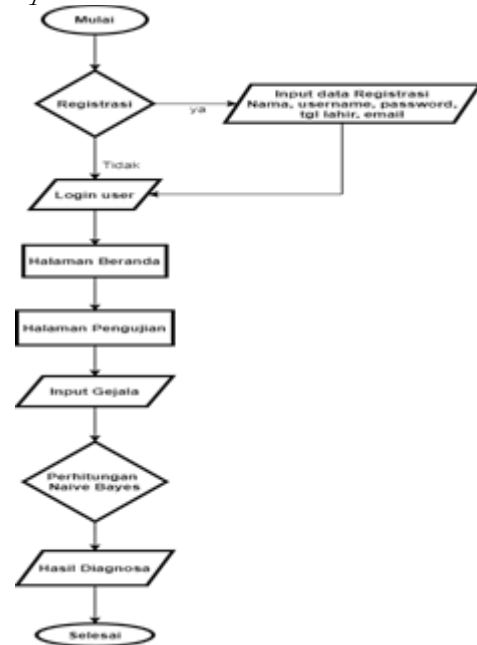 Mulai
Registrasi
ya
Input data Registrasi
Nama, username, password,
tgl lahir, email
Tidak
Login user
Halaman Beranda
Halaman Pengujian
Input Gejala
Perhitungan
Naive Bayes
Hasil Diagnosa
Selesai